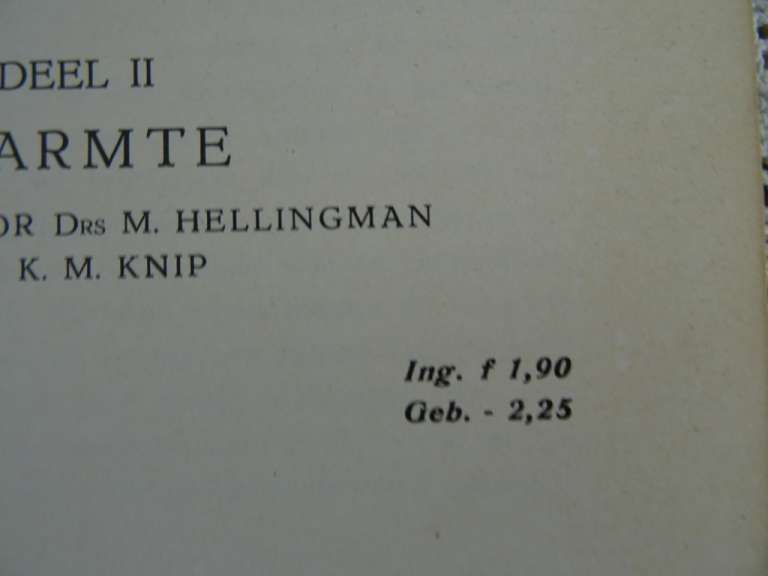 DEEL II
ARMTE
OR Drs M. HELLINGMAN
K. M. KNIP
Ing. f 1,90
Geb. - 2,25